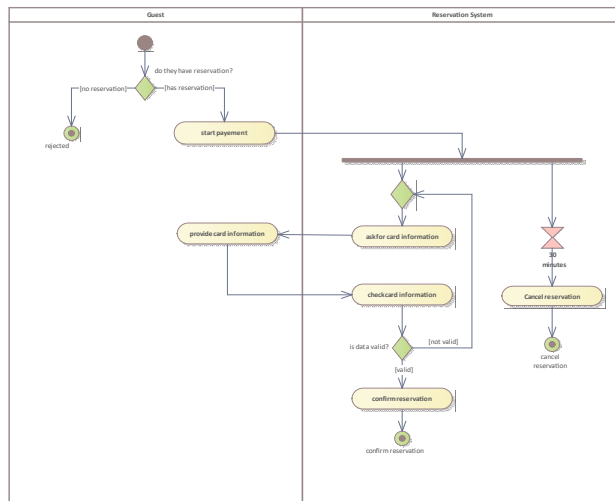 Guest
Reservation System
do they have reservation?
[no reservation]
[has reservation]
rejected
start payement
provide card information
ask for card information
30
minutes
check card information
Cancel reservation
is data valid?
[not valid]
cancel
reservation
[valid]
confirm reservation
confirm reservation